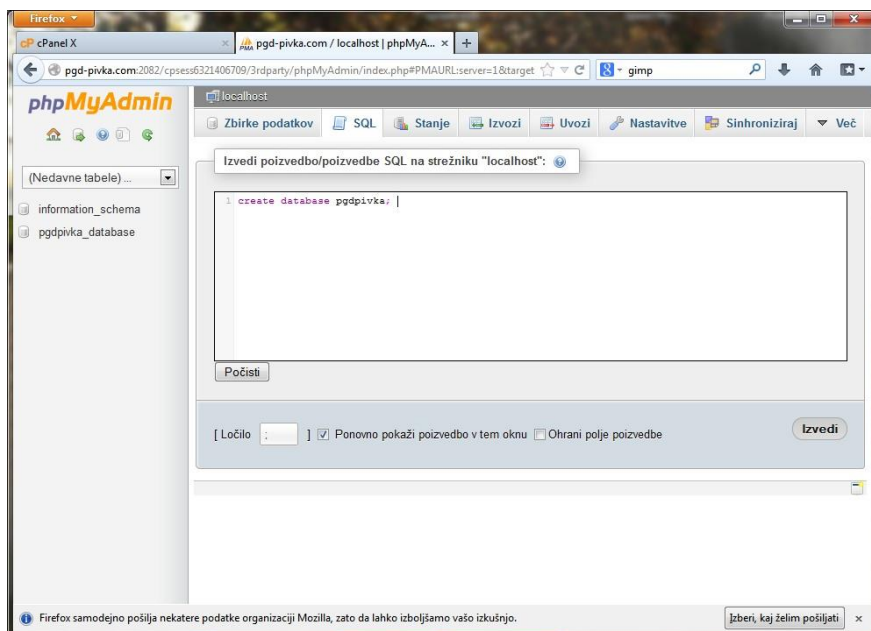 Firefox
cP cPanel X
PMA pgd-pivka.com / localhost | phpMyA...
pgd-pivka.com:2082/cpsess6321406709/3rdparty/phpMyAdmin/index.php#PMAURL:server=1&target
8 gimp
phpMyAdmin
localhost
Zbirke podatkov SQL Stanje Izvozi Uvozi Nastavitve Sinhroniziraj Več
Izvedi poizvedbo/poizvedbe SQL na strežniku "localhost":
(Nedavne tabele) ...
information_schema
pgdpivka_database
1 create database pgdpivka;
Počisti
[ Ločilo ; ] Ponovno pokaži poizvedbo v tem oknu Ohrani polje poizvedbe
Izvedi
Firefox samodejno pošilja nekatere podatke organizaciji Mozilla, zato da lahko izboljšamo vašo izkušnjo.
Izberi, kaj želim pošiljati x